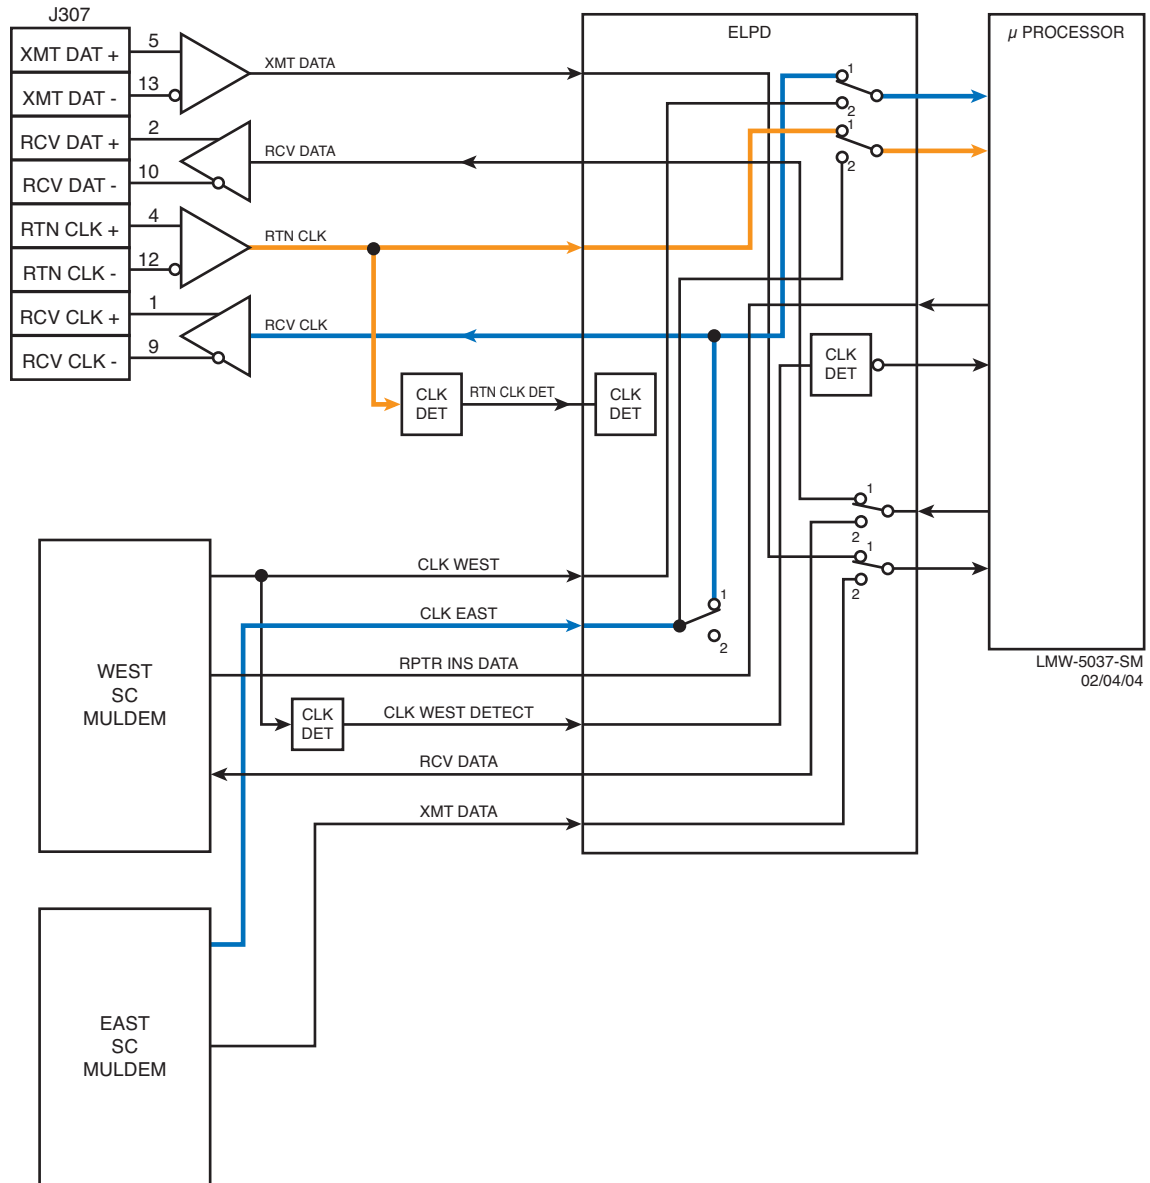 J307
ELPD
μ PROCESSOR
XMT DAT +
5
XMT DATA
1
XMT DAT -
13
2
RCV DAT +
2
1
RCV DATA
RCV DAT -
10
2
RTN CLK +
4
RTN CLK
RTN CLK -
12
RCV CLK +
1
RCV CLK
RCV CLK -
9
CLK
DET
CLK
DET
RTN CLK DET
CLK
DET
1
2
1
CLK WEST
2
1
CLK EAST
2
WEST
SC
MULDEM
RPTR INS DATA
LMW-5037-SM
02/04/04
CLK
DET
CLK WEST DETECT
RCV DATA
XMT DATA
EAST
SC
MULDEM